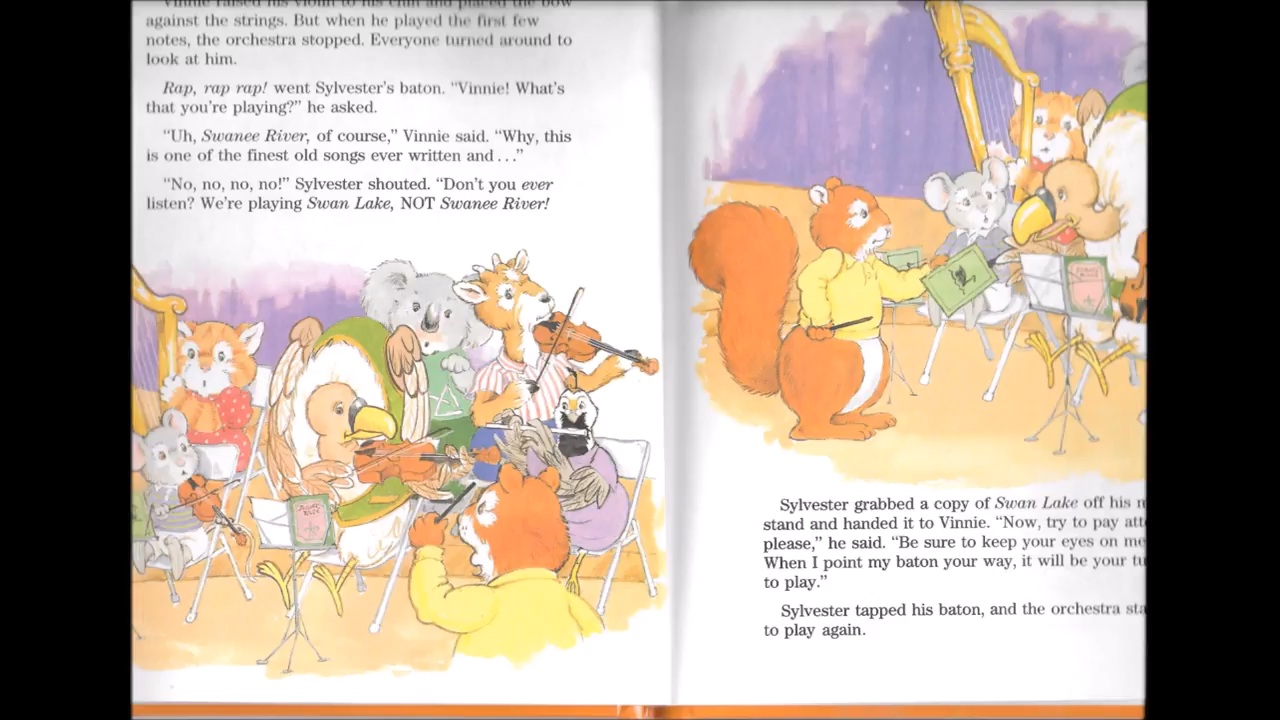 Vinnie raised his violin to his chin and placed the bow
against the strings. But when he played the first few
notes, the orchestra stopped. Everyone turned around to
look at him.
Rap, rap rap! went Sylvester's baton. “Vinnie! What's
that you're playing?” he asked.
“Uh, Swanee River, of course,” Vinnie said. “Why, this
is one of the finest old songs ever written and . . .”
“No, no, no, no!” Sylvester shouted. “Don't you ever
listen? We're playing Swan Lake, NOT Swanee River!
Sylvester grabbed a copy of Swan Lake off his
stand and handed it to Vinnie. “Now, try to pay
please,” he said. “Be sure to keep your eyes on me
When I point my baton your way, it will be your
to play.”
Sylvester tapped his baton, and the orchestra
to play again.